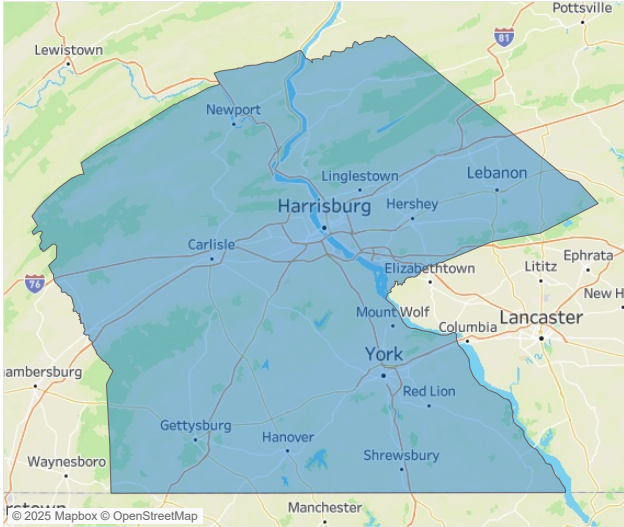 Pottsville
81
Lewistown
Newport
Linglestown
Lebanon
Harrisburg
Hershey
Carlisle
Ephrata
Elizabethtown
Lititz
76
New H
Mount Wolf
Lancaster
Columbia
York
hambersburg
Red Lion
Gettysburg
Hanover
Shrewsbury
Waynesboro
Manchester
© 2025 Mapbox © OpenStreetMap